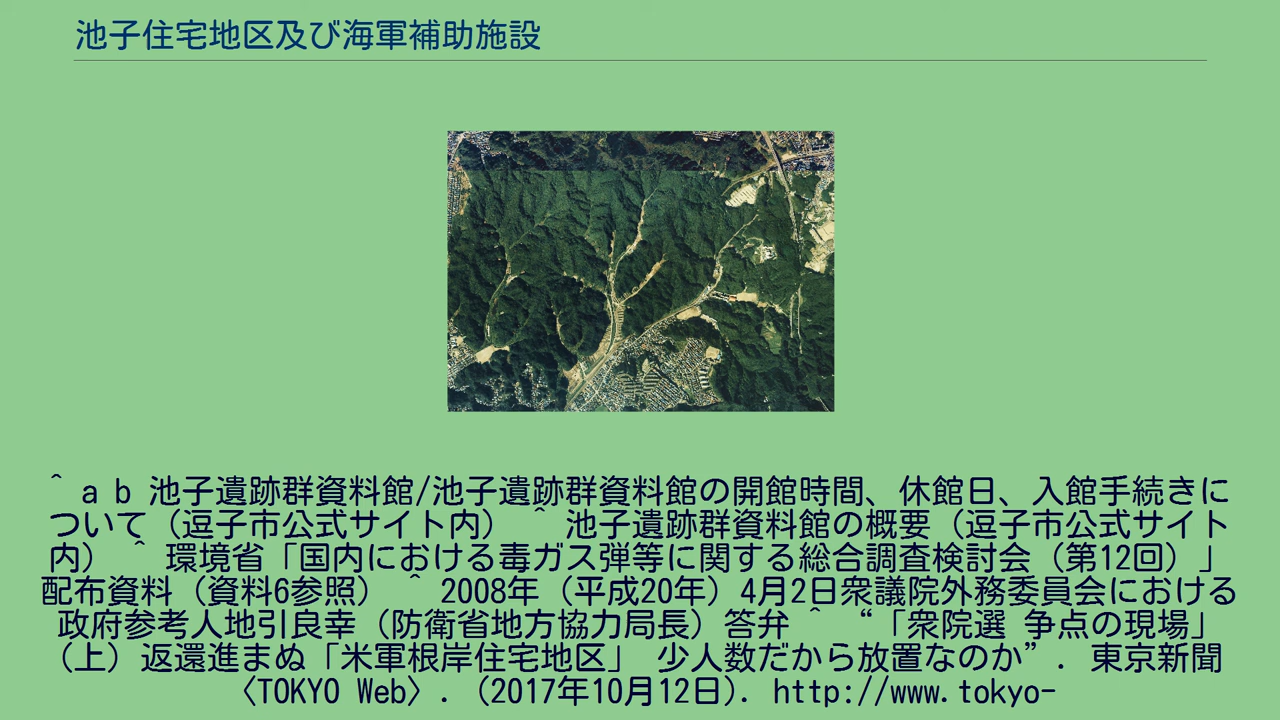 池子住宅地区及び海軍補助施設
^ a b 池子遺跡群資料館/池子遺跡群資料館の開館時間、休館日、入館手続きに
ついて（逗子市公式サイト内） ^ 池子遺跡群資料館の概要（逗子市公式サイト
内） ^ 環境省「国内における毒ガス弾等に関する総合調査検討会（第12回）」
配布資料（資料6参照） ^ 2008年（平成20年）4月2日衆議院外務委員会における
政府参考人地引良幸（防衛省地方協力局長）答弁 ^ “「衆院選 争点の現場」
（上）返還進まぬ「米軍根岸住宅地区」 少人数だから放置なのか”. 東京新聞
〈TOKYO Web〉. (2017年10月12日). http://www.tokyo-